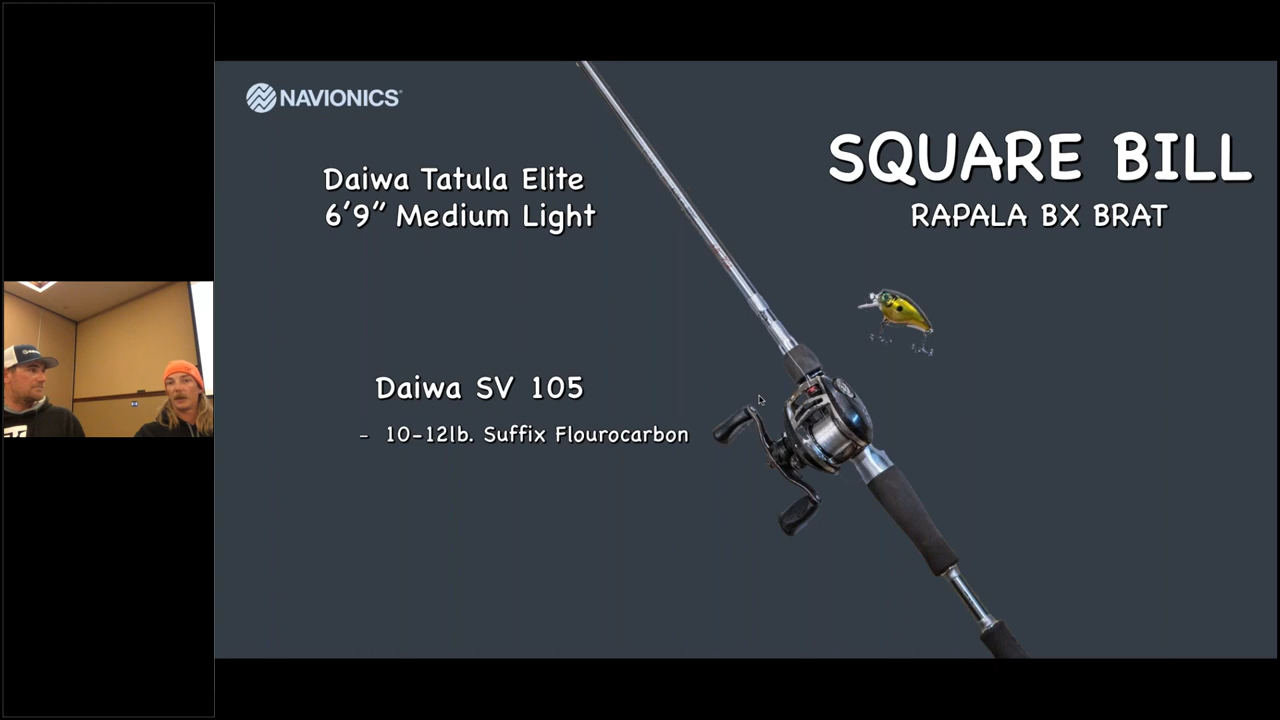 NAVIONICS
Daiwa Tatula Elite
6'9" Medium Light
SQUARE BILL
RAPALA BX BRAT
Daiwa SV 105
- 10-12lb. Suffix Flourocarbon